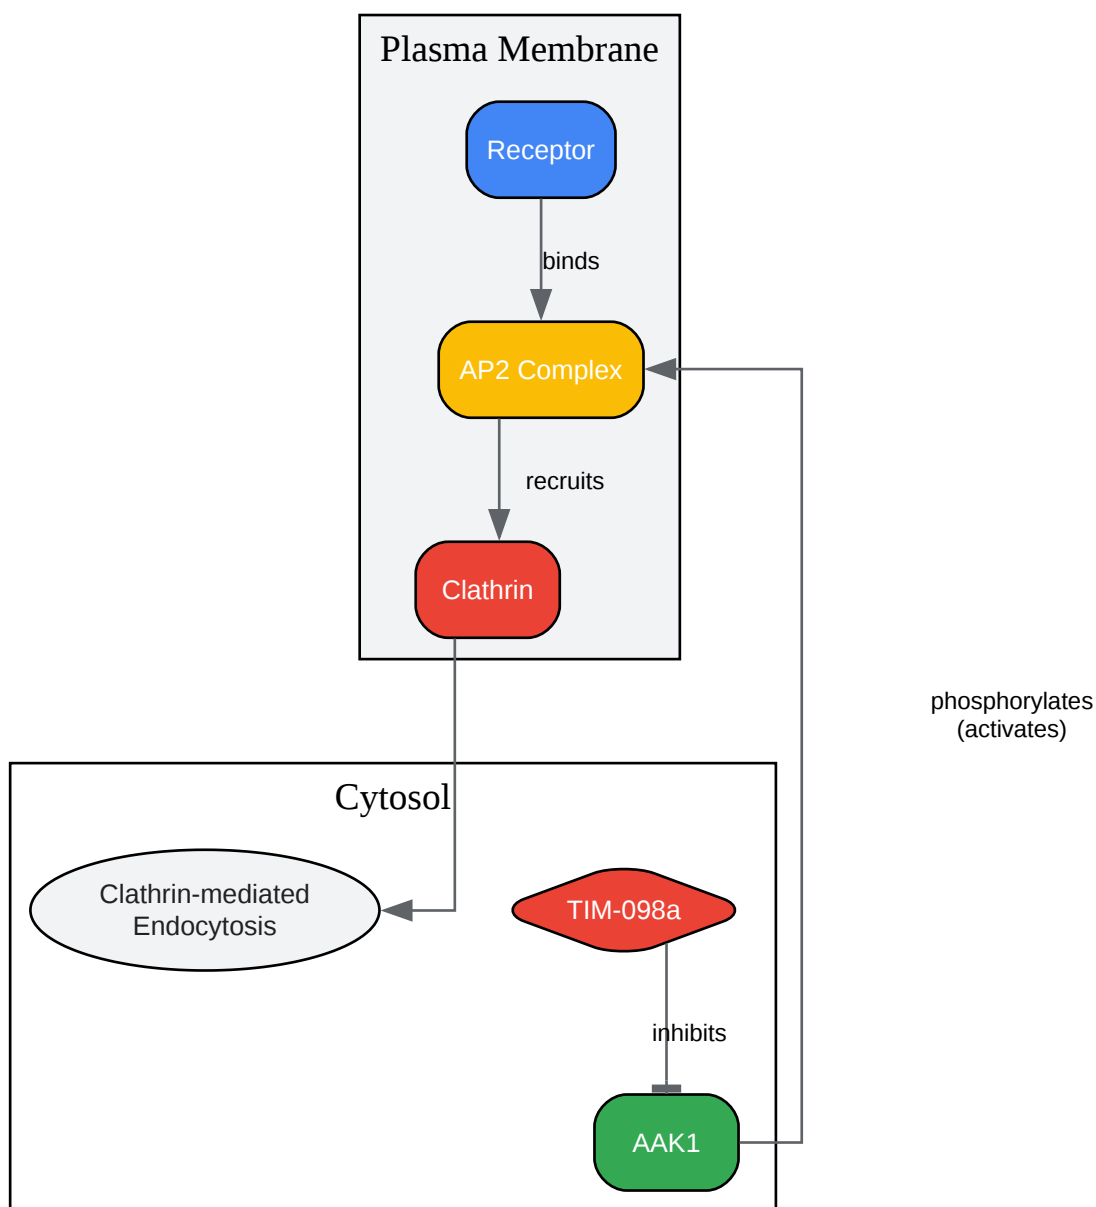 Plasma Membrane
Receptor
binds
AP2 Complex
recruits
Clathrin
phosphorylates
(activates)
Cytosol
Clathrin-mediated
Endocytosis
TIM-098a
inhibits
AAK1